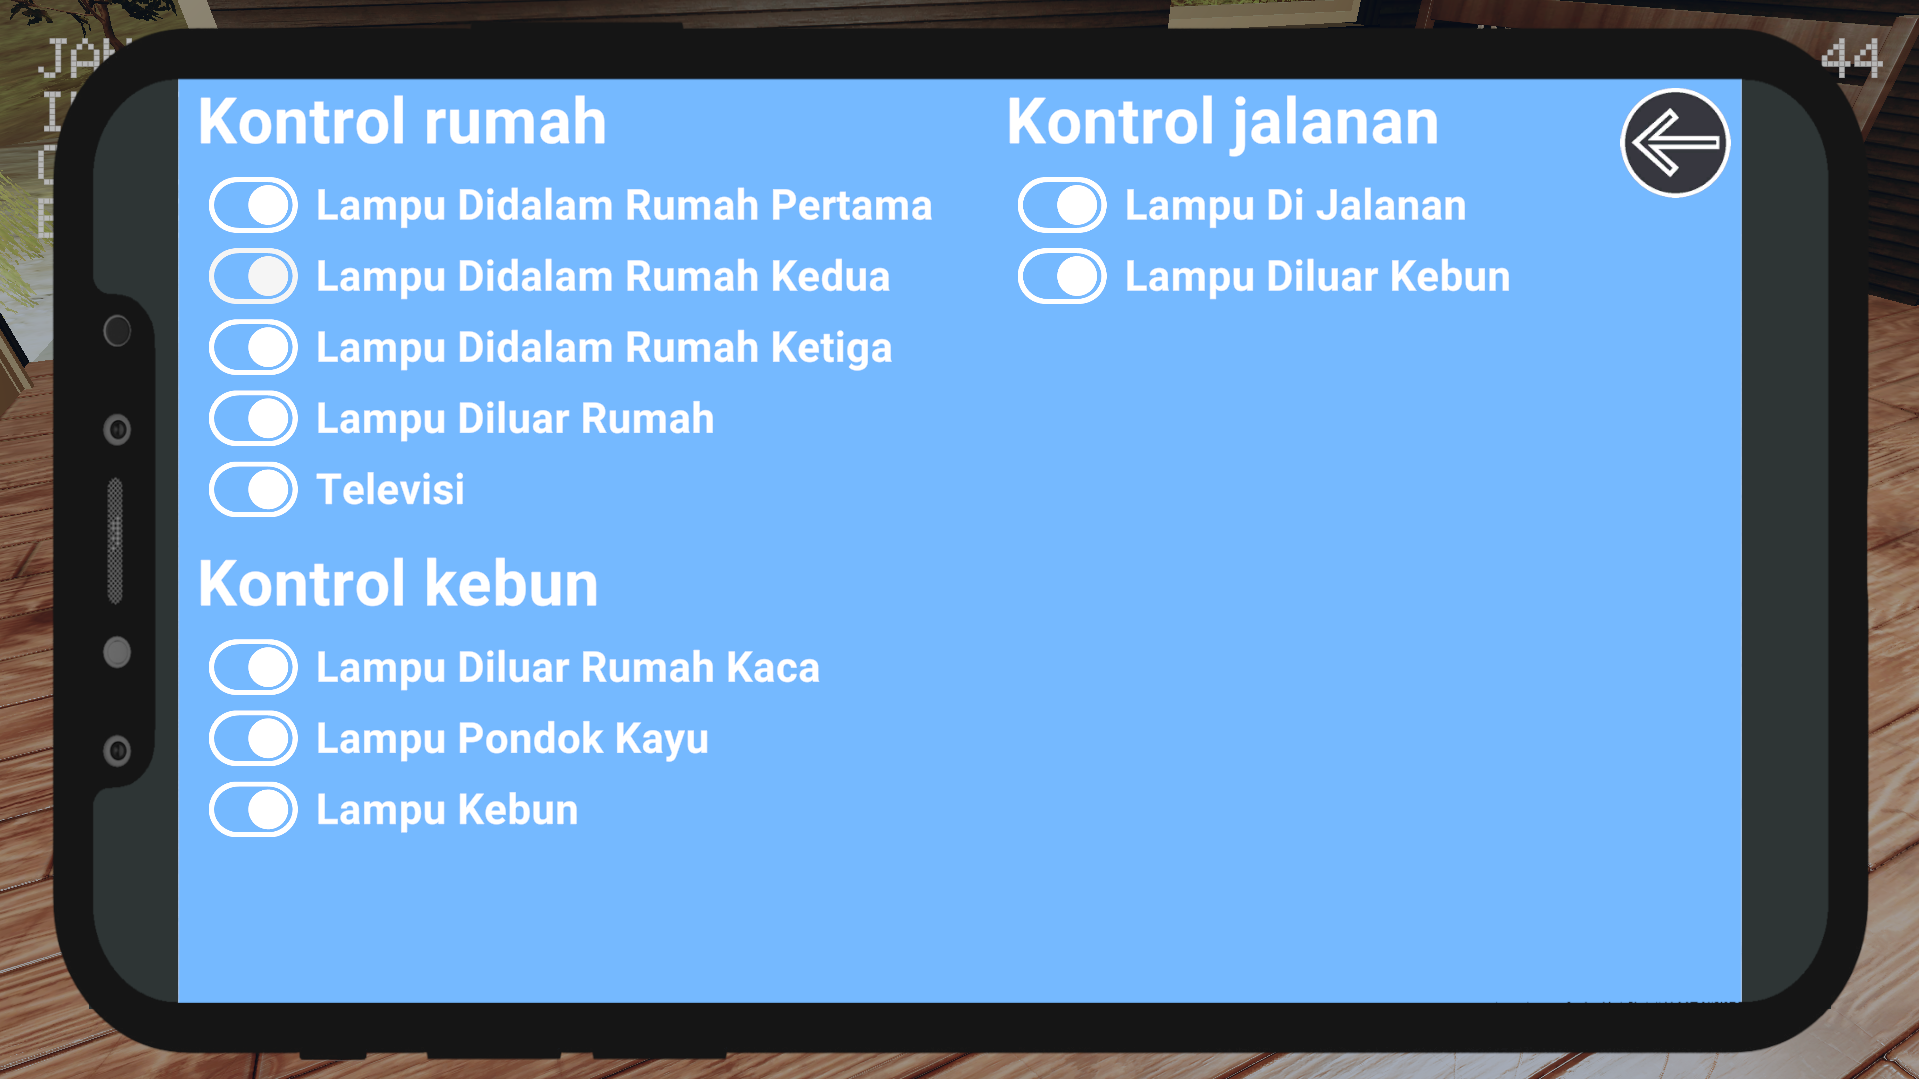 Kontrol rumah
Lampu Didalam Rumah Pertama
Lampu Didalam Rumah Kedua
Lampu Didalam Rumah Ketiga
Lampu Diluar Rumah
Televisi
Kontrol kebun
Lampu Diluar Rumah Kaca
Lampu Pondok Kayu
Lampu Kebun
Kontrol jalanan
Lampu Di Jalanan
Lampu Diluar Kebun
44